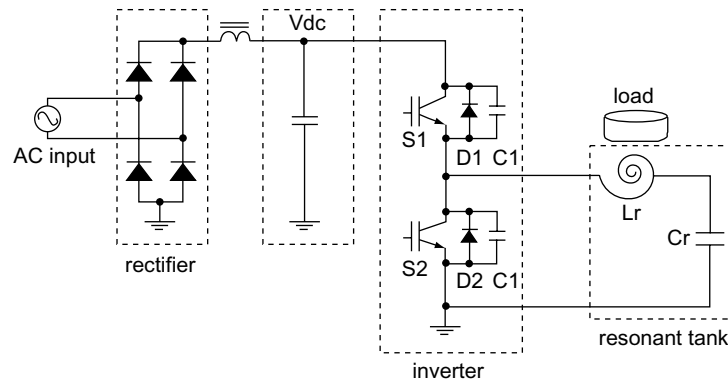 Vdc
AC input
S1
D1 C1
load
Lr
Cr
S2
D2 C1
rectifier
inverter
resonant tank